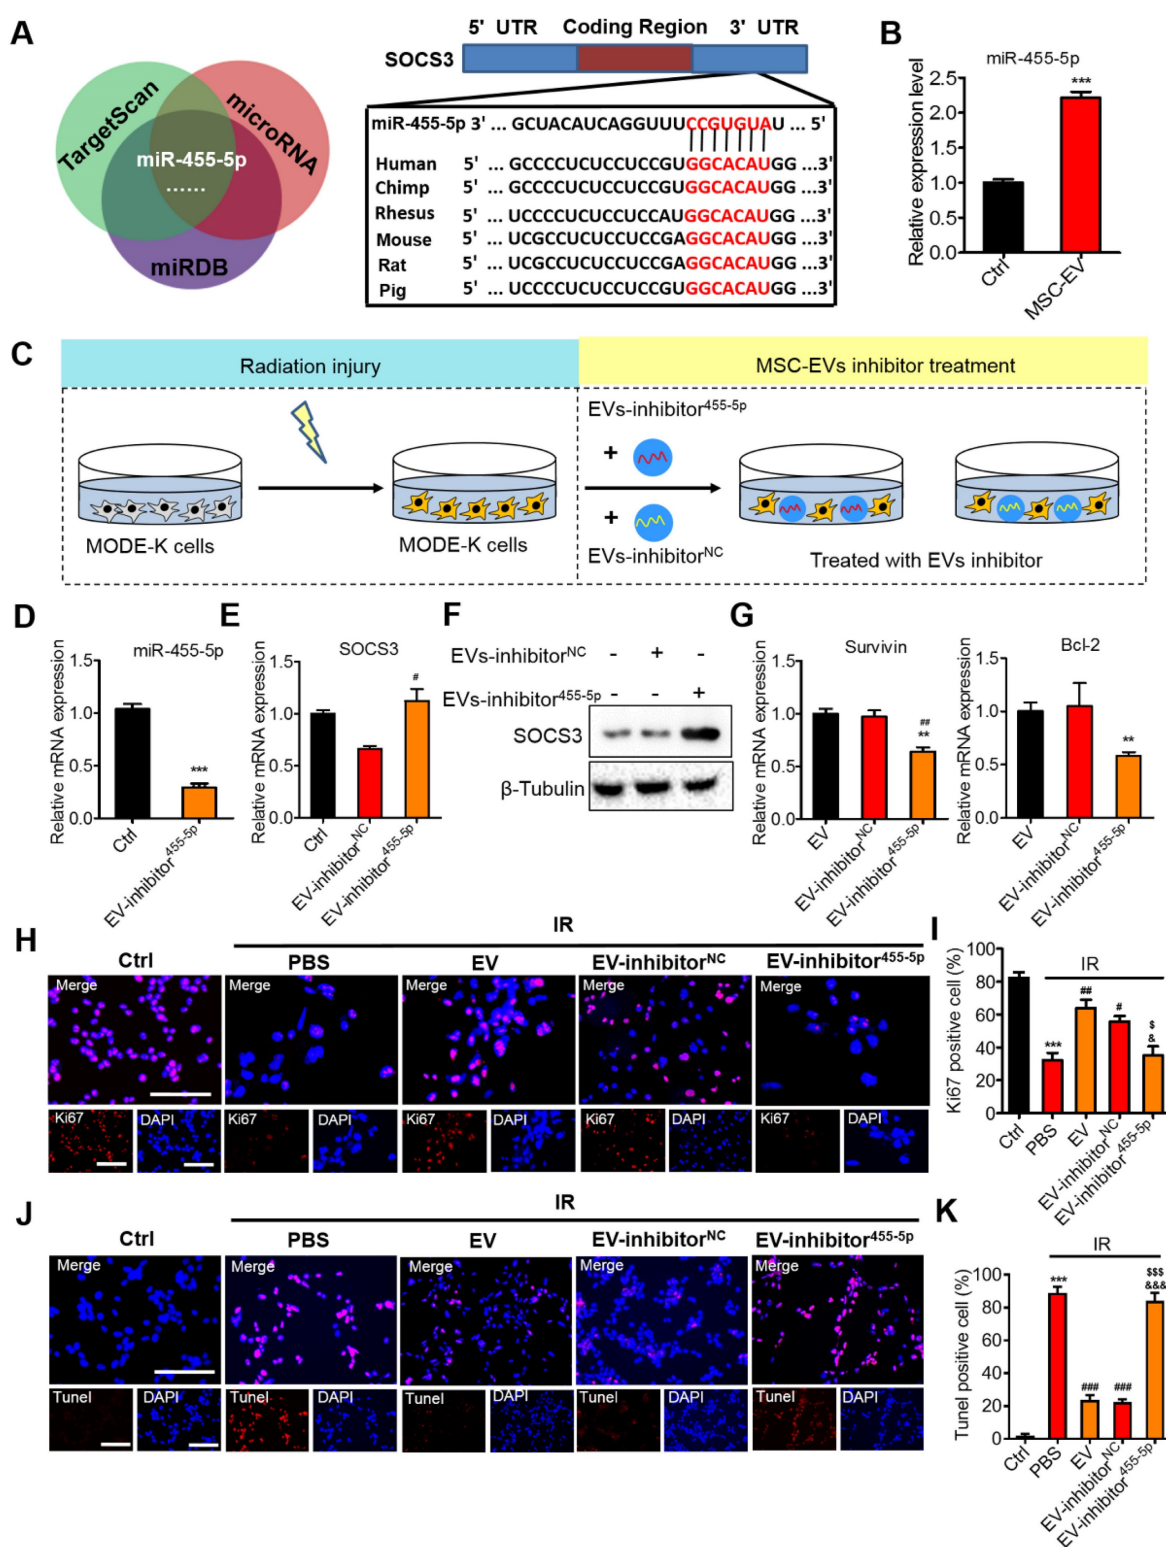 A
TargetScan
microRNA
miR-455-5p
......
miRDB
5' UTR Coding Region 3' UTR
SOCS3
miR-455-5p 3' ... GCUACAUCAGGUUUCCGUGUAU ... 5'
Human 5' ... GCCCCUCUCCUCCGUGGCACAUGG ...3'
Chimp 5' ... GCCCCUCUCCUCCGUGGCACAUGG ...3'
Rhesus 5' ... UCCCCUCUCCUCCAUGGCACAUGG ...3'
Mouse 5' ... UCGCCUCUCCUCCGAGGCACAUGG ...3'
Rat 5' ... UCGCCUCUCCUCCGAGGCACAUGG ...3'
Pig 5' ... UCCCCUCUCCUCCGUGGCACAUGG ...3'
B
miR-455-5p
Relative expression level
2.5
2.0
1.5
1.0
0.5
0.0
***
Ctrl
MSC-EV
C
Radiation injury
MSC-EVs inhibitor treatment
EVs-inhibitor455-5p
+
+
EVs-inhibitorNC
MODE-K cells
MODE-K cells
Treated with EVs inhibitor
D
miR-455-5p
Relative mRNA expression
1.5
1.0
0.5
0.0
***
Ctrl
EV-inhibitor455-5p
E
SOCS3
Relative mRNA expression
1.5
1.0
0.5
0.0
#
Ctrl
EV-inhibitorNC
EV-inhibitor455-5p
F
EVs-inhibitorNC - + -
EVs-inhibitor455-5p - - +
SOCS3
β-Tubulin
G
Survivin
Relative mRNA expression
1.5
1.0
0.5
0.0
##
**
EV
EV-inhibitorNC
EV-inhibitor455-5p
Bcl-2
Relative mRNA expression
1.5
1.0
0.5
0.0
**
EV
EV-inhibitorNC
EV-inhibitor455-5p
H
IR
Ctrl PBS EV EV-inhibitorNC EV-inhibitor455-5p
Merge Merge Merge Merge Merge
Ki67 DAPI Ki67 DAPI Ki67 DAPI Ki67 DAPI Ki67 DAPI
I
IR
Ki67 positive cell (%)
100
80
60
40
20
0
***
##
#
$
&
Ctrl
PBS
EV
EV-inhibitorNC
EV-inhibitor455-5p
J
IR
Ctrl PBS EV EV-inhibitorNC EV-inhibitor455-5p
Merge Merge Merge Merge Merge
Tunel DAPI Tunel DAPI Tunel DAPI Tunel DAPI Tunel DAPI
K
IR
Tunel positive cell (%)
100
80
60
40
20
0
***
###
###
$$$
&&&
Ctrl
PBS
EV
EV-inhibitorNC
EV-inhibitor455-5p